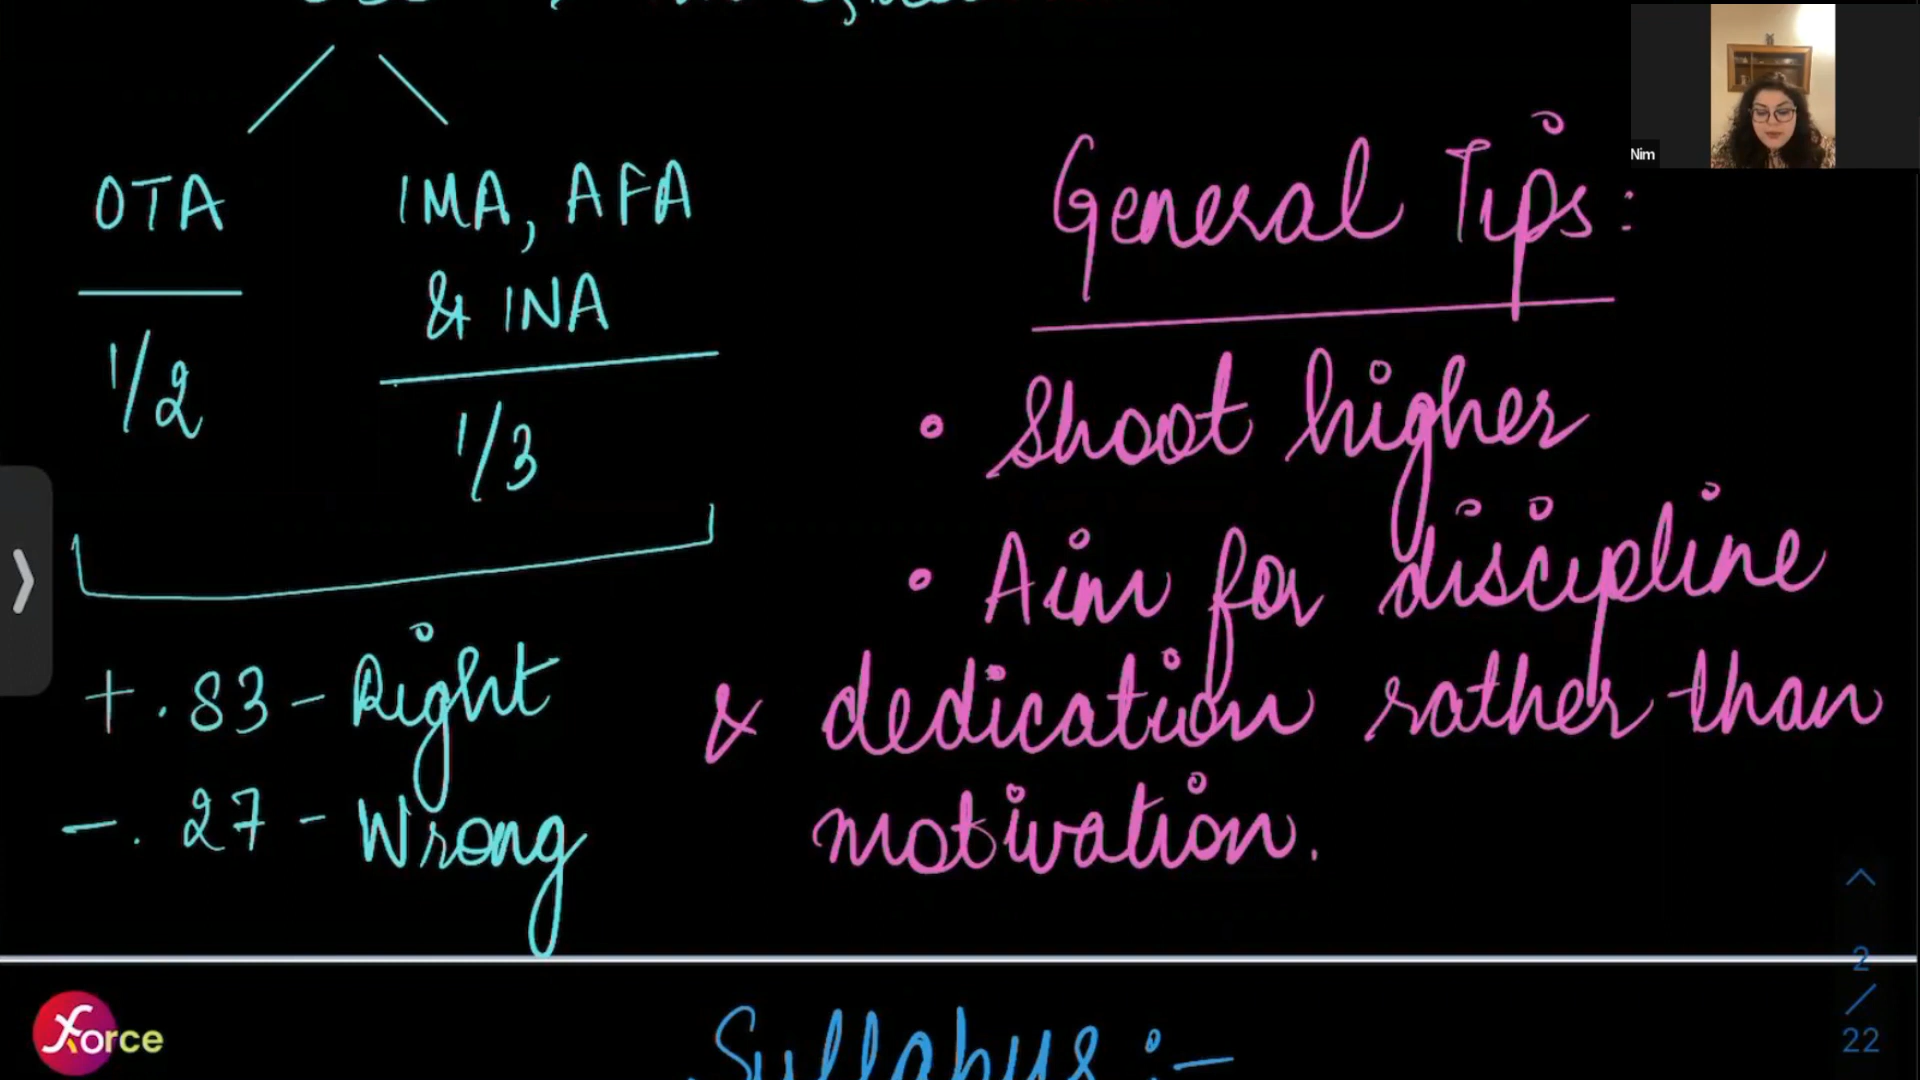 Nim
OTA
1/2
IMA, AFA
& INA
1/3
+.83 - Right
-.27 - Wrong
General Tips:
• Shoot higher
• Aim for discipline
& dedication rather than
motivation.
Syllabus :-
XForce
2
/
22